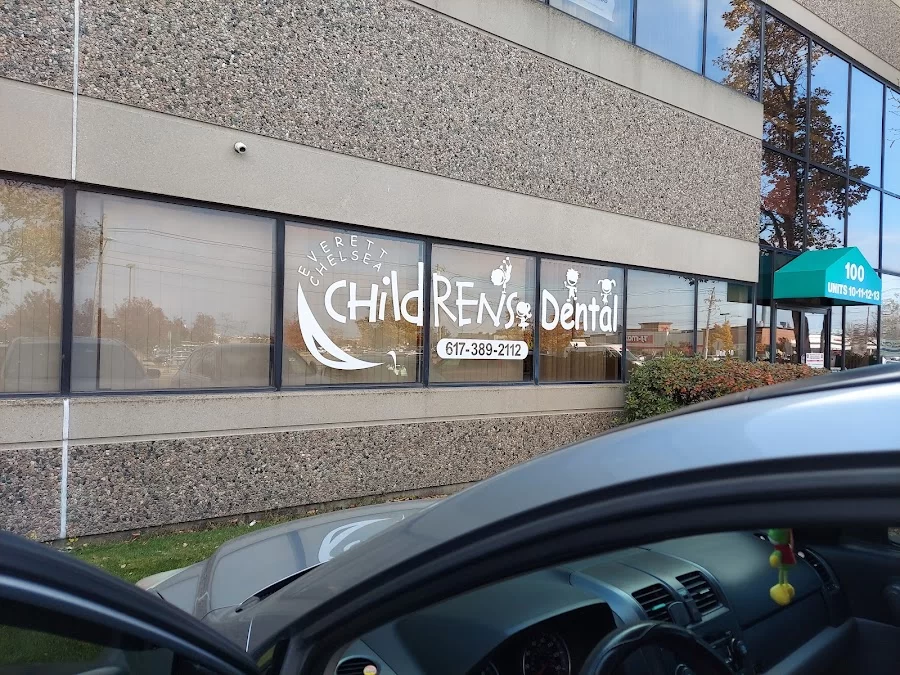 EVERETT
CHELSEA
CHildRENS Dental
617-389-2112
100
UNITS 10-11-12-13